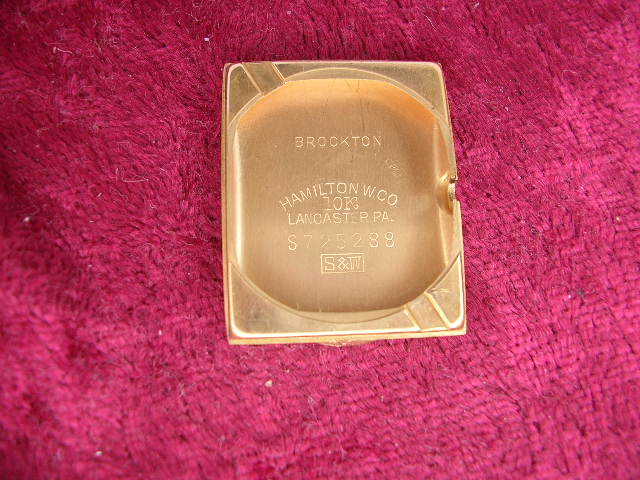 BROCKTON
HAMILTON W. CO.
10K
LANCASTER, PA.
S725288
S&W